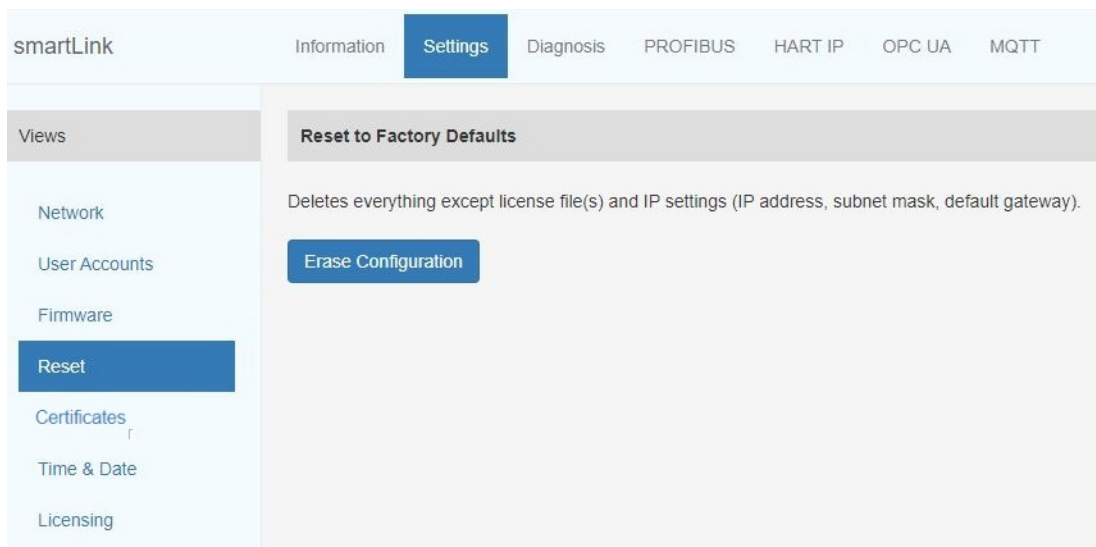 smartLink
Information Settings Diagnosis PROFIBUS HART IP OPC UA MQTT
Views
Network
User Accounts
Firmware
Reset
Certificates
Time & Date
Licensing
Reset to Factory Defaults
Deletes everything except license file(s) and IP settings (IP address, subnet mask, default gateway).
Erase Configuration